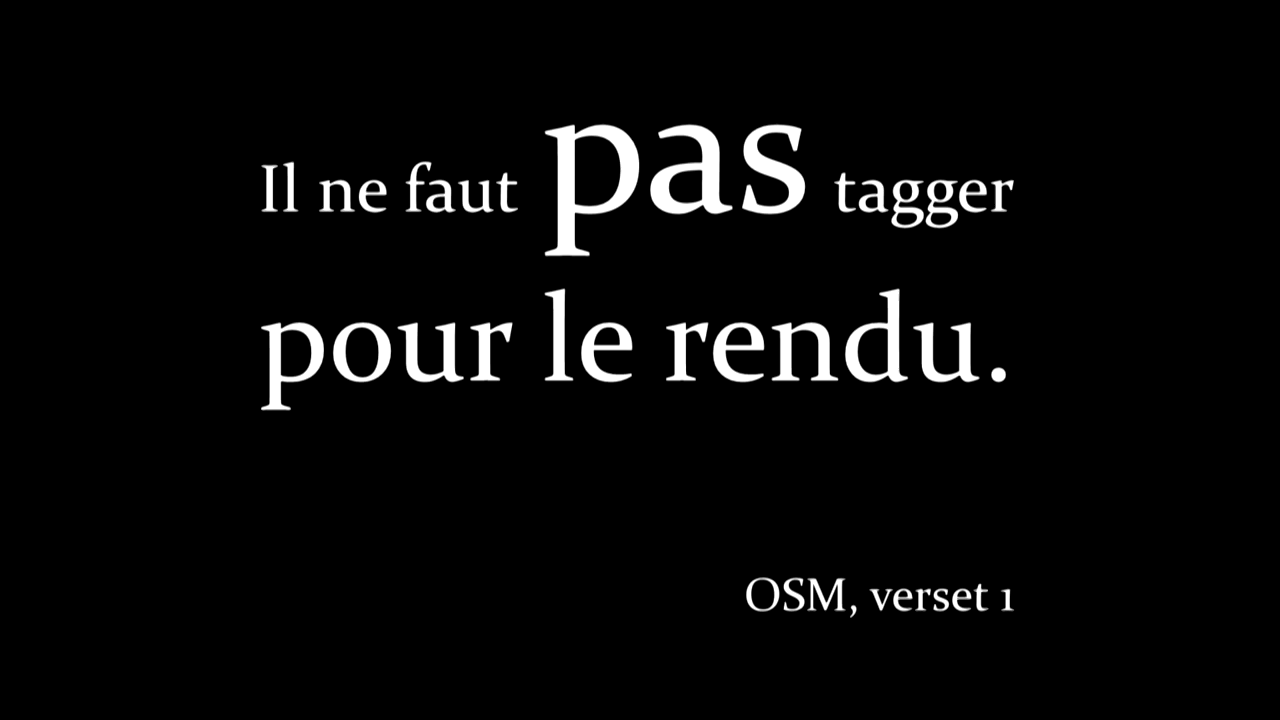 Il ne faut pas tagger
pour le rendu.
OSM, verset 1